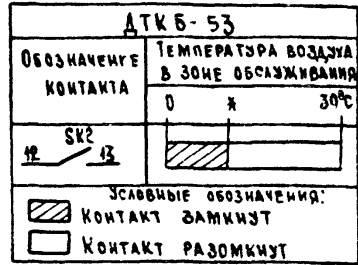 ДТКБ-53
ОБОЗНАЧЕНИЕ
КОНТАКТА
ТЕМПЕРАТУРА ВОЗДУХА
В ЗОНЕ ОБСЛУЖИВАНИЯ
0 * 30°C
SK2
12 13
УСЛОВНЫЕ ОБОЗНАЧЕНИЯ:
КОНТАКТ ЗАМКНУТ
КОНТАКТ РАЗОМКНУТ